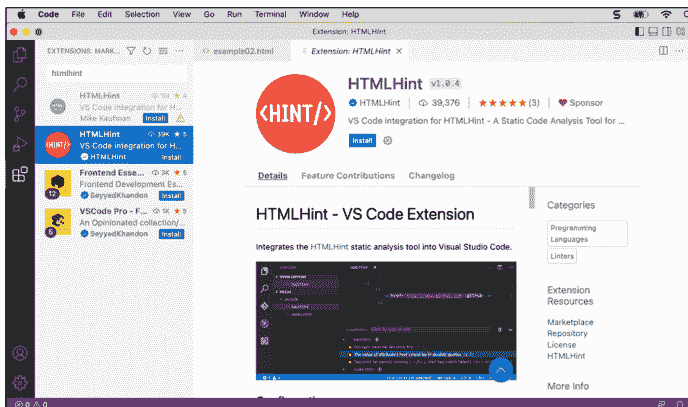 Code File Edit Selection View Go Run Terminal Window Help
Extension: HTMLHint
EXTENSIONS: MARK...
htmlhint
HTMLHint 1M 4
VS Code integration for H...
Mike Kaufman Install
HTMLHint 39K 5
VS Code integration for H...
HTMLHint Install
Frontend Esse... 3K 5
Frontend Development Es...
SeyyedKhandon Install
12
VSCode Pro - F... 5K 5
An Opinionated collection/...
SeyyedKhandon Install
5
example02.html
Extension: HTMLHint
<HINT/>
HTMLHint v1.0.4
HTMLHint 39,376 (3) Sponsor
VS Code integration for HTMLHint - A Static Code Analysis Tool for ...
Install
Details Feature Contributions Changelog
HTMLHint - VS Code Extension
Integrates the HTMLHint static analysis tool into Visual Studio Code.
Categories
Programming
Languages
Linters
Extension
Resources
Marketplace
Repository
License
HTMLHint
More Info
0 0